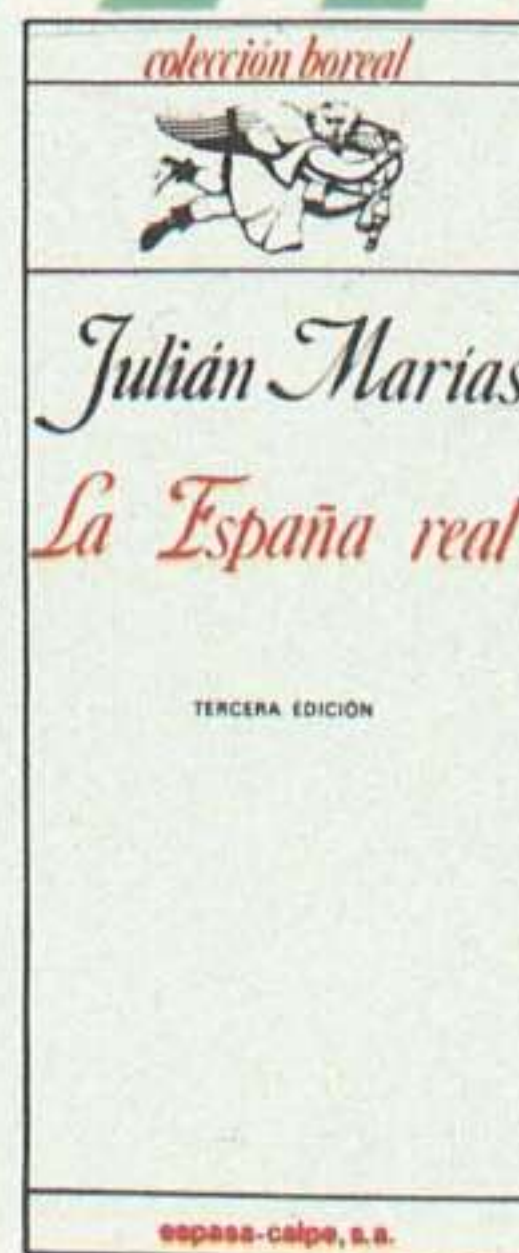 colección boreal
Julián Marías
La España real
TERCERA EDICIÓN
espasa-calpe, s.a.